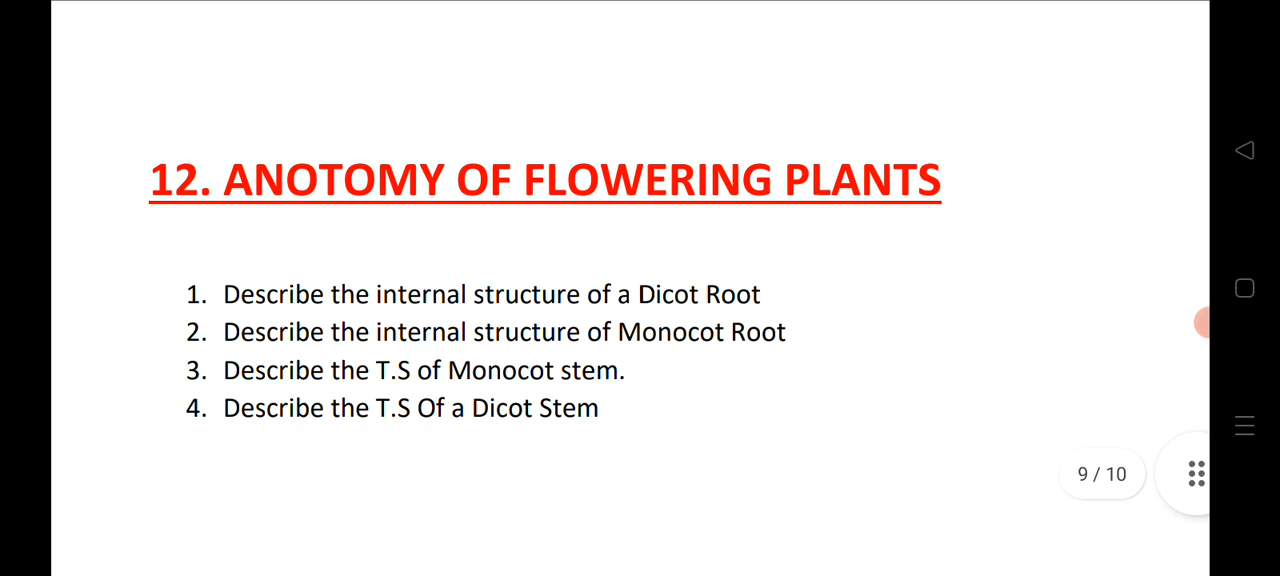 12. ANOTOMY OF FLOWERING PLANTS
1. Describe the internal structure of a Dicot Root
2. Describe the internal structure of Monocot Root
3. Describe the T.S of Monocot stem.
4. Describe the T.S Of a Dicot Stem
9 / 10